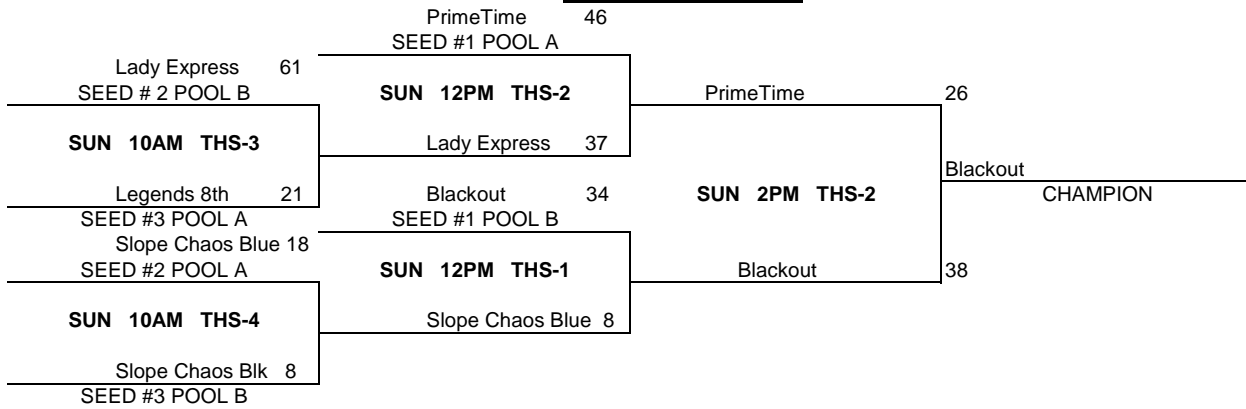 PrimeTime 46
SEED #1 POOL A
Lady Express 61
SEED # 2 POOL B
SUN 12PM THS-2
PrimeTime 26
SUN 10AM THS-3
Lady Express 37
Blackout
Legends 8th 21
Blackout 34
SUN 2PM THS-2
CHAMPION
SEED #3 POOL A
SEED #1 POOL B
Slope Chaos Blue 18
SEED #2 POOL A
SUN 12PM THS-1
Blackout 38
SUN 10AM THS-4
Slope Chaos Blue 8
Slope Chaos Blk 8
SEED #3 POOL B